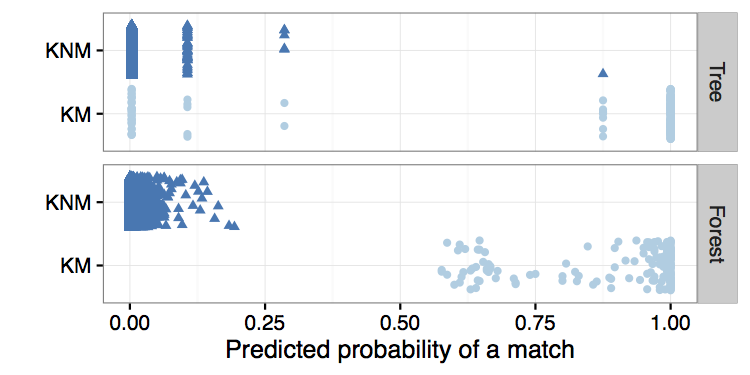 KNM
KM
Tree
KNM
KM
Forest
0.00 0.25 0.50 0.75 1.00
Predicted probability of a match